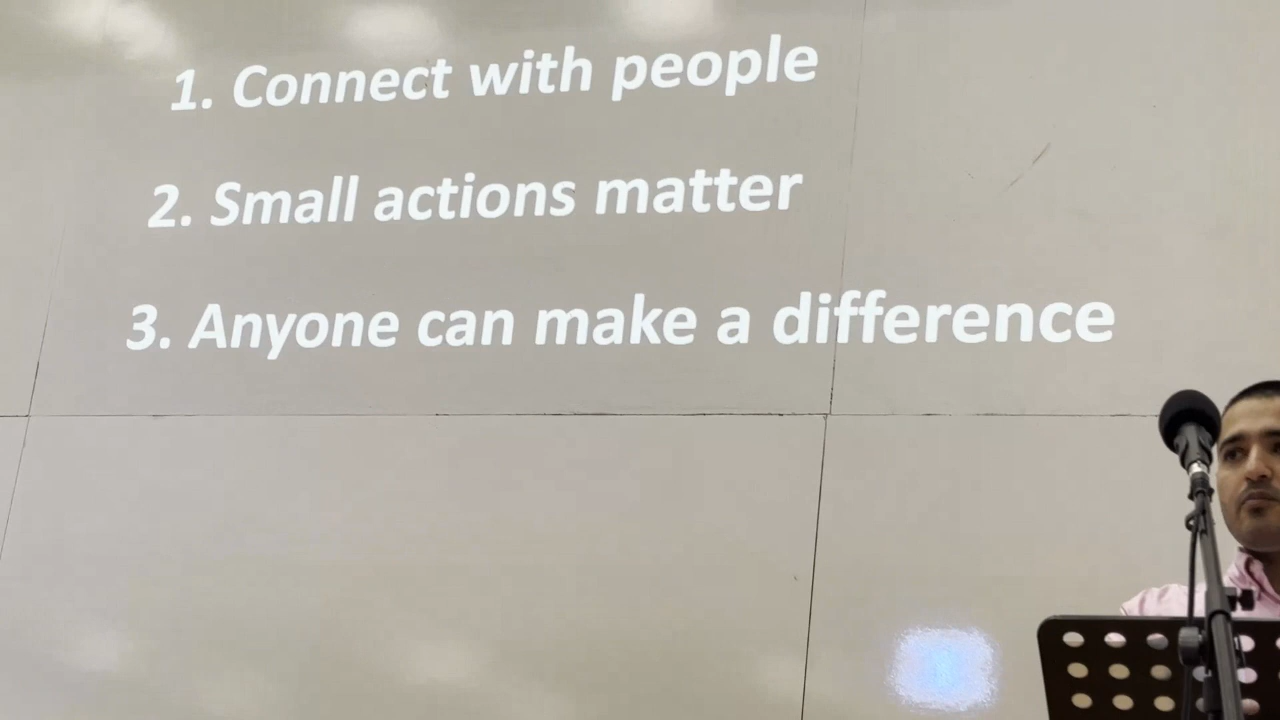 1. Connect with people
2. Small actions matter
3. Anyone can make a difference